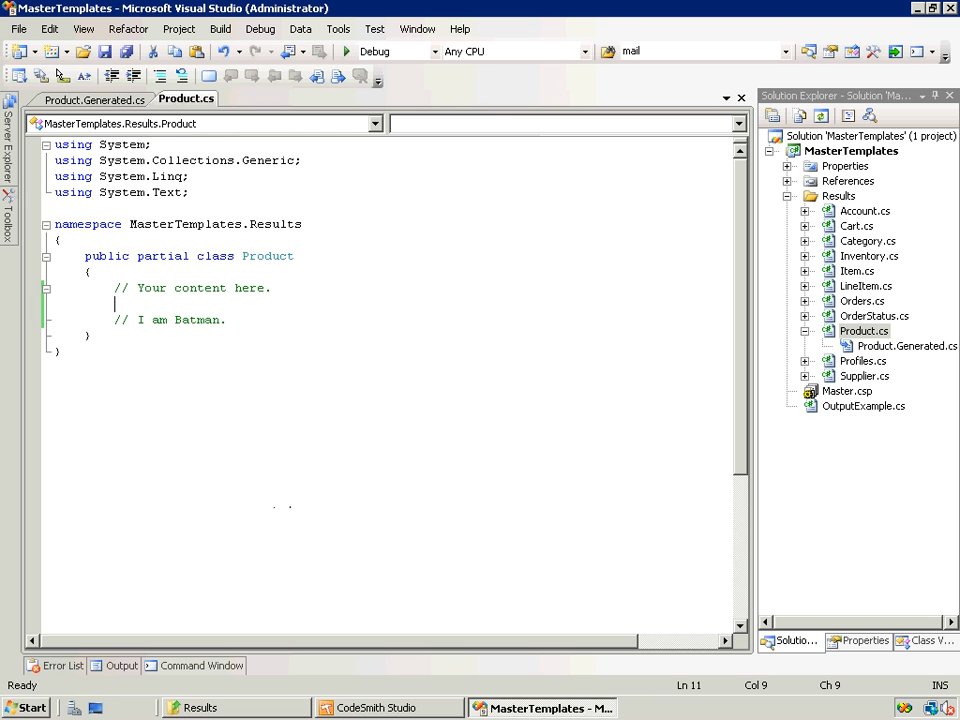 MasterTemplates - Microsoft Visual Studio (Administrator)
File Edit View Refactor Project Build Debug Data Tools Test Window Help
Debug Any CPU mail
Product.Generated.cs Product.cs
Solution Explorer - Solution 'Ma...
MasterTemplates.Results.Product
Server Explorer
Toolbox
using System;
using System.Collections.Generic;
using System.Linq;
using System.Text;
namespace MasterTemplates.Results
{
public partial class Product
{
// Your content here.
// I am Batman.
}
}
Solution 'MasterTemplates' (1 project)
MasterTemplates
Properties
References
Results
Account.cs
Cart.cs
Category.cs
Inventory.cs
Item.cs
LineItem.cs
Orders.cs
OrderStatus.cs
Product.cs
Product.Generated.cs
Profiles.cs
Supplier.cs
Master.csp
OutputExample.cs
Solutio... Properties Class V...
Error List Output Command Window
Ready Ln 11 Col 9 Ch 9 INS
Start Results CodeSmith Studio MasterTemplates - M...